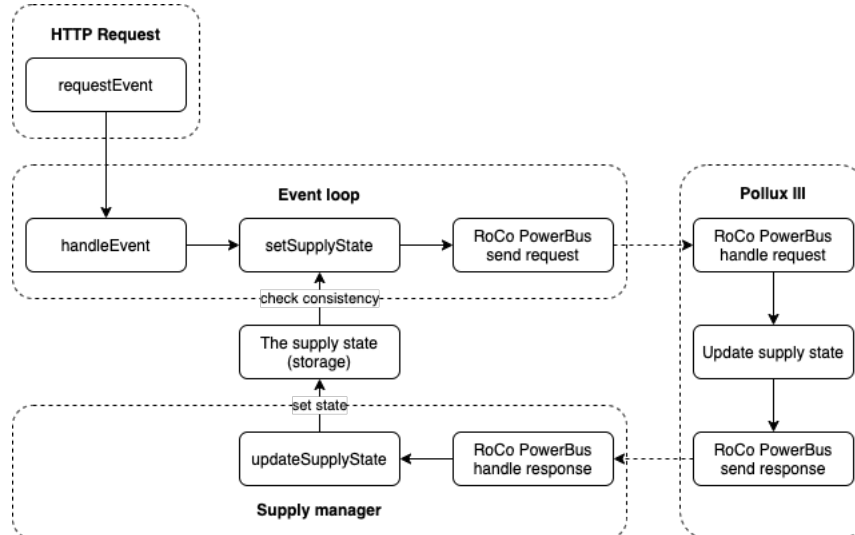 HTTP Request
requestEvent
Event loop
Pollux III
handleEvent
setSupplyState
RoCo PowerBus
send request
RoCo PowerBus
handle request
check consistency
The supply state
(storage)
Update supply state
set state
updateSupplyState
RoCo PowerBus
handle response
RoCo PowerBus
send response
Supply manager